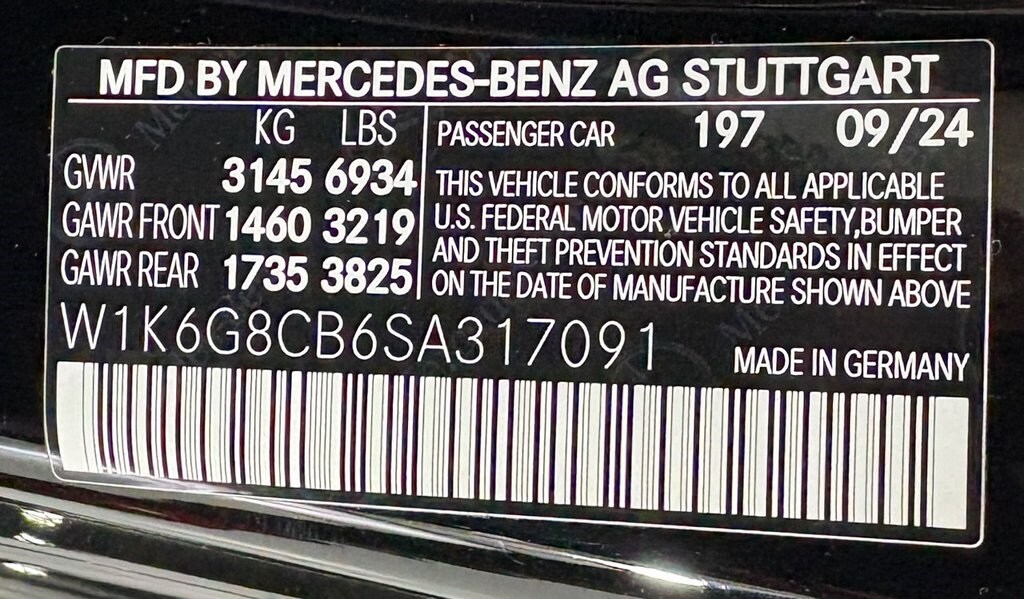 MFD BY MERCEDES-BENZ AG STUTTGART
KG LBS
GVWR 3145 6934
GAWR FRONT 1460 3219
GAWR REAR 1735 3825
PASSENGER CAR 197 09/24
THIS VEHICLE CONFORMS TO ALL APPLICABLE
U.S. FEDERAL MOTOR VEHICLE SAFETY,BUMPER
AND THEFT PREVENTION STANDARDS IN EFFECT
ON THE DATE OF MANUFACTURE SHOWN ABOVE
W1K6G8CB6SA317091
MADE IN GERMANY